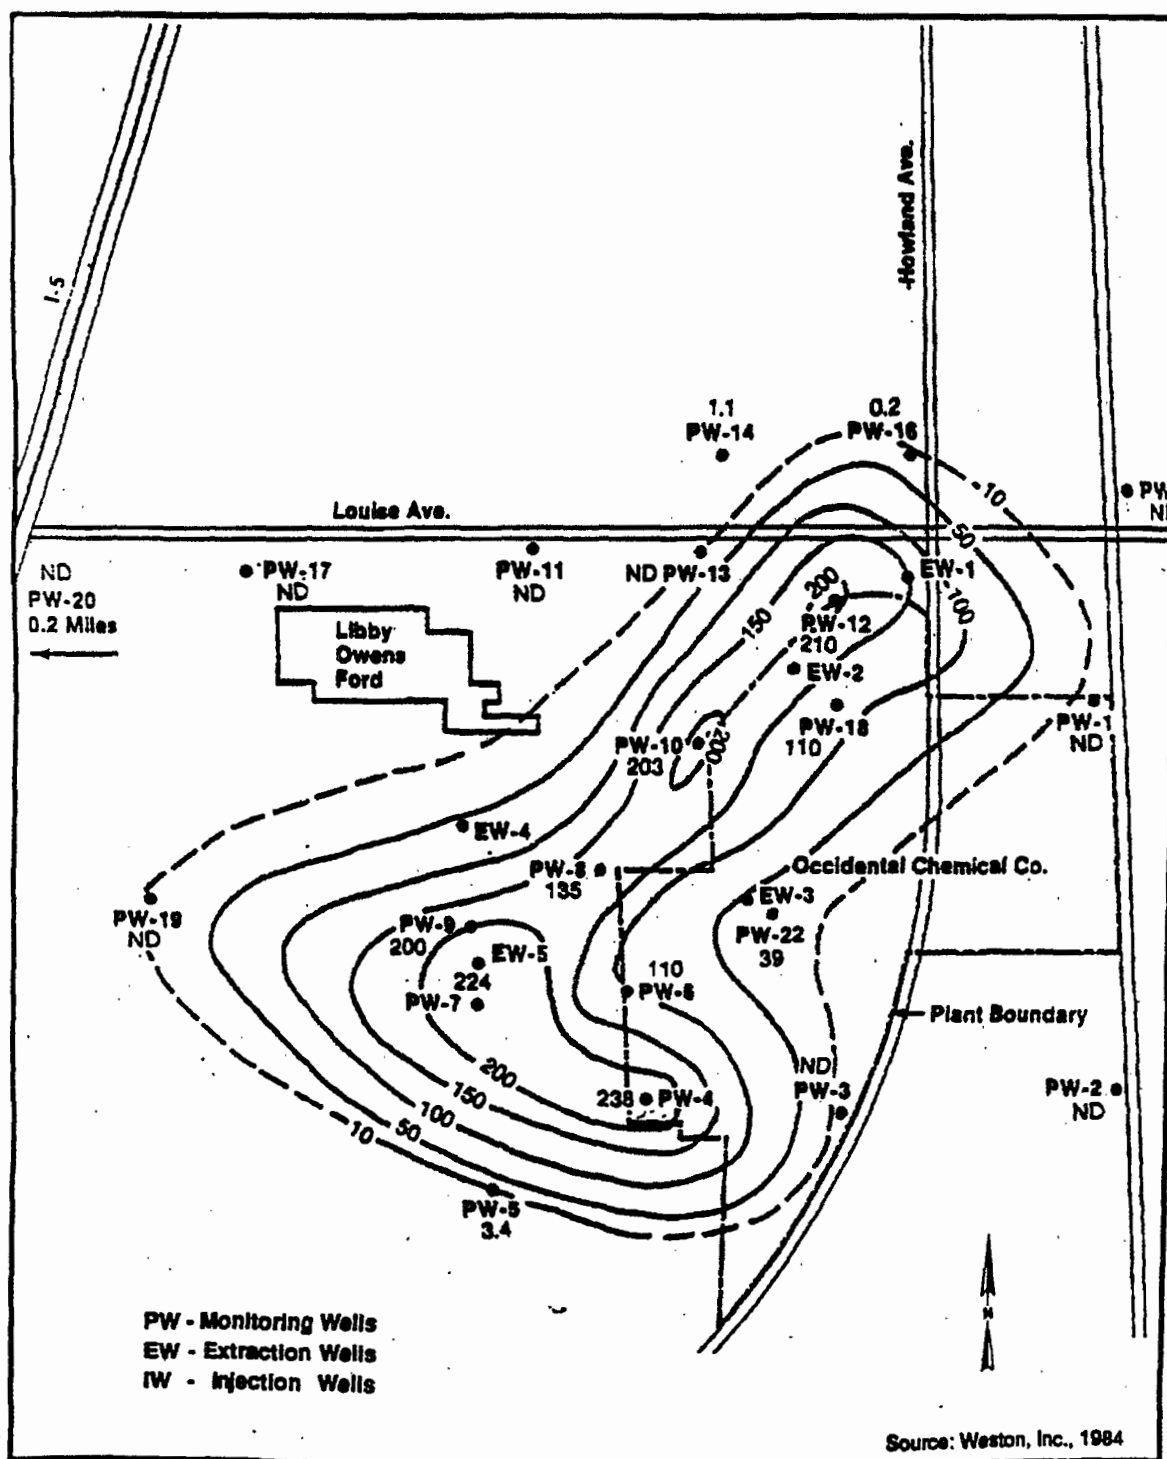 Howland Ave.
I-5
1.1
PW-14
0.2
PW-16
10
PW
Louise Ave.
50
ND
PW-20
0.2 Miles
PW-17
ND
PW-11
ND
ND PW-13
EW-1
200
100
150
PW-12
210
Libby
Owens
Ford
EW-2
PW-18
110
PW-1
ND
PW-10
203
200
EW-4
PW-8
135
Occidental Chemical Co.
EW-3
PW-22
39
PW-19
ND
PW-9
200
EW-5
224
PW-7
110
PW-6
Plant Boundary
200
150
100
50
10
238
PW-4
ND
PW-3
PW-2
ND
PW-5
3.4
N
PW - Monitoring Wells
EW - Extraction Wells
IW - Injection Wells
Source: Weston, Inc., 1984